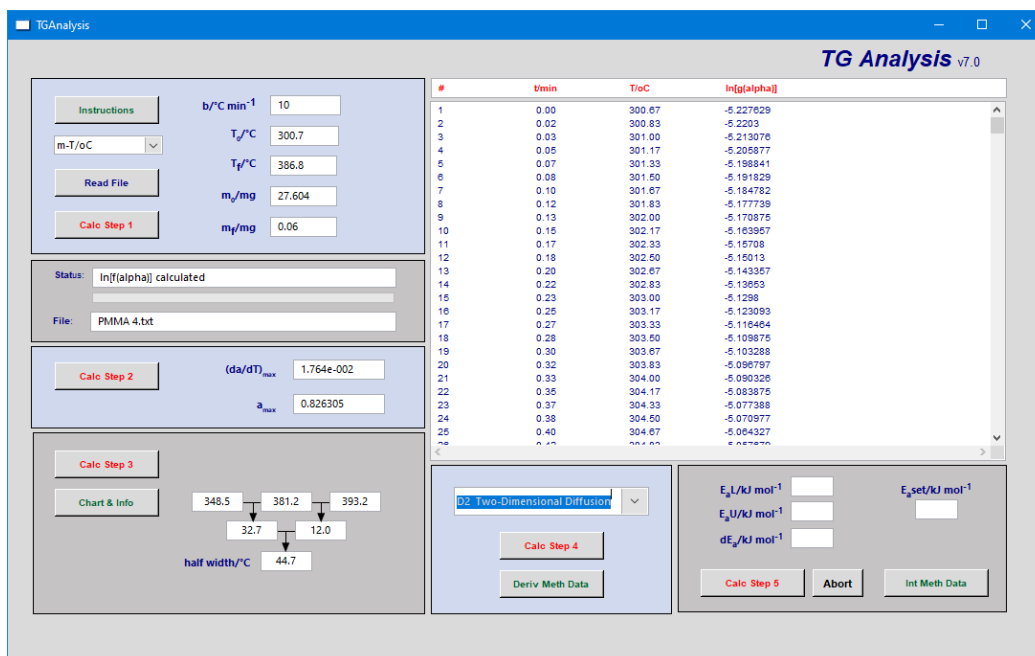 TGAnalysis
TG Analysis v7.0
Instructions
b/°C min-1 10
m-T/oC
To/°C 300.7
Read File
Tf/°C 386.8
mo/mg 27.604
Calc Step 1
mf/mg 0.06
Status: ln[f(alpha)] calculated
File: PMMA 4.txt
Calc Step 2
(da/dT)max 1.764e-002
amax 0.826305
Calc Step 3
Chart & Info
348.5 381.2 393.2
32.7 12.0
half width/°C 44.7
# t/min T/oC ln[g(alpha)]
1 0.00 300.67 -5.227629
2 0.02 300.83 -5.2203
3 0.03 301.00 -5.213076
4 0.05 301.17 -5.205877
5 0.07 301.33 -5.198841
6 0.08 301.50 -5.191829
7 0.10 301.67 -5.184782
8 0.12 301.83 -5.177739
9 0.13 302.00 -5.170875
10 0.15 302.17 -5.163957
11 0.17 302.33 -5.15708
12 0.18 302.50 -5.15013
13 0.20 302.67 -5.143357
14 0.22 302.83 -5.13653
15 0.23 303.00 -5.1298
16 0.25 303.17 -5.123093
17 0.27 303.33 -5.116464
18 0.28 303.50 -5.109875
19 0.30 303.67 -5.103288
20 0.32 303.83 -5.096797
21 0.33 304.00 -5.090326
22 0.35 304.17 -5.083875
23 0.37 304.33 -5.077388
24 0.38 304.50 -5.070977
25 0.40 304.67 -5.064327
D2 Two-Dimensional Diffusion
Calc Step 4
Deriv Meth Data
EaL/kJ mol-1
EaU/kJ mol-1
dEa/kJ mol-1
Easet/kJ mol-1
Calc Step 5
Abort
Int Meth Data